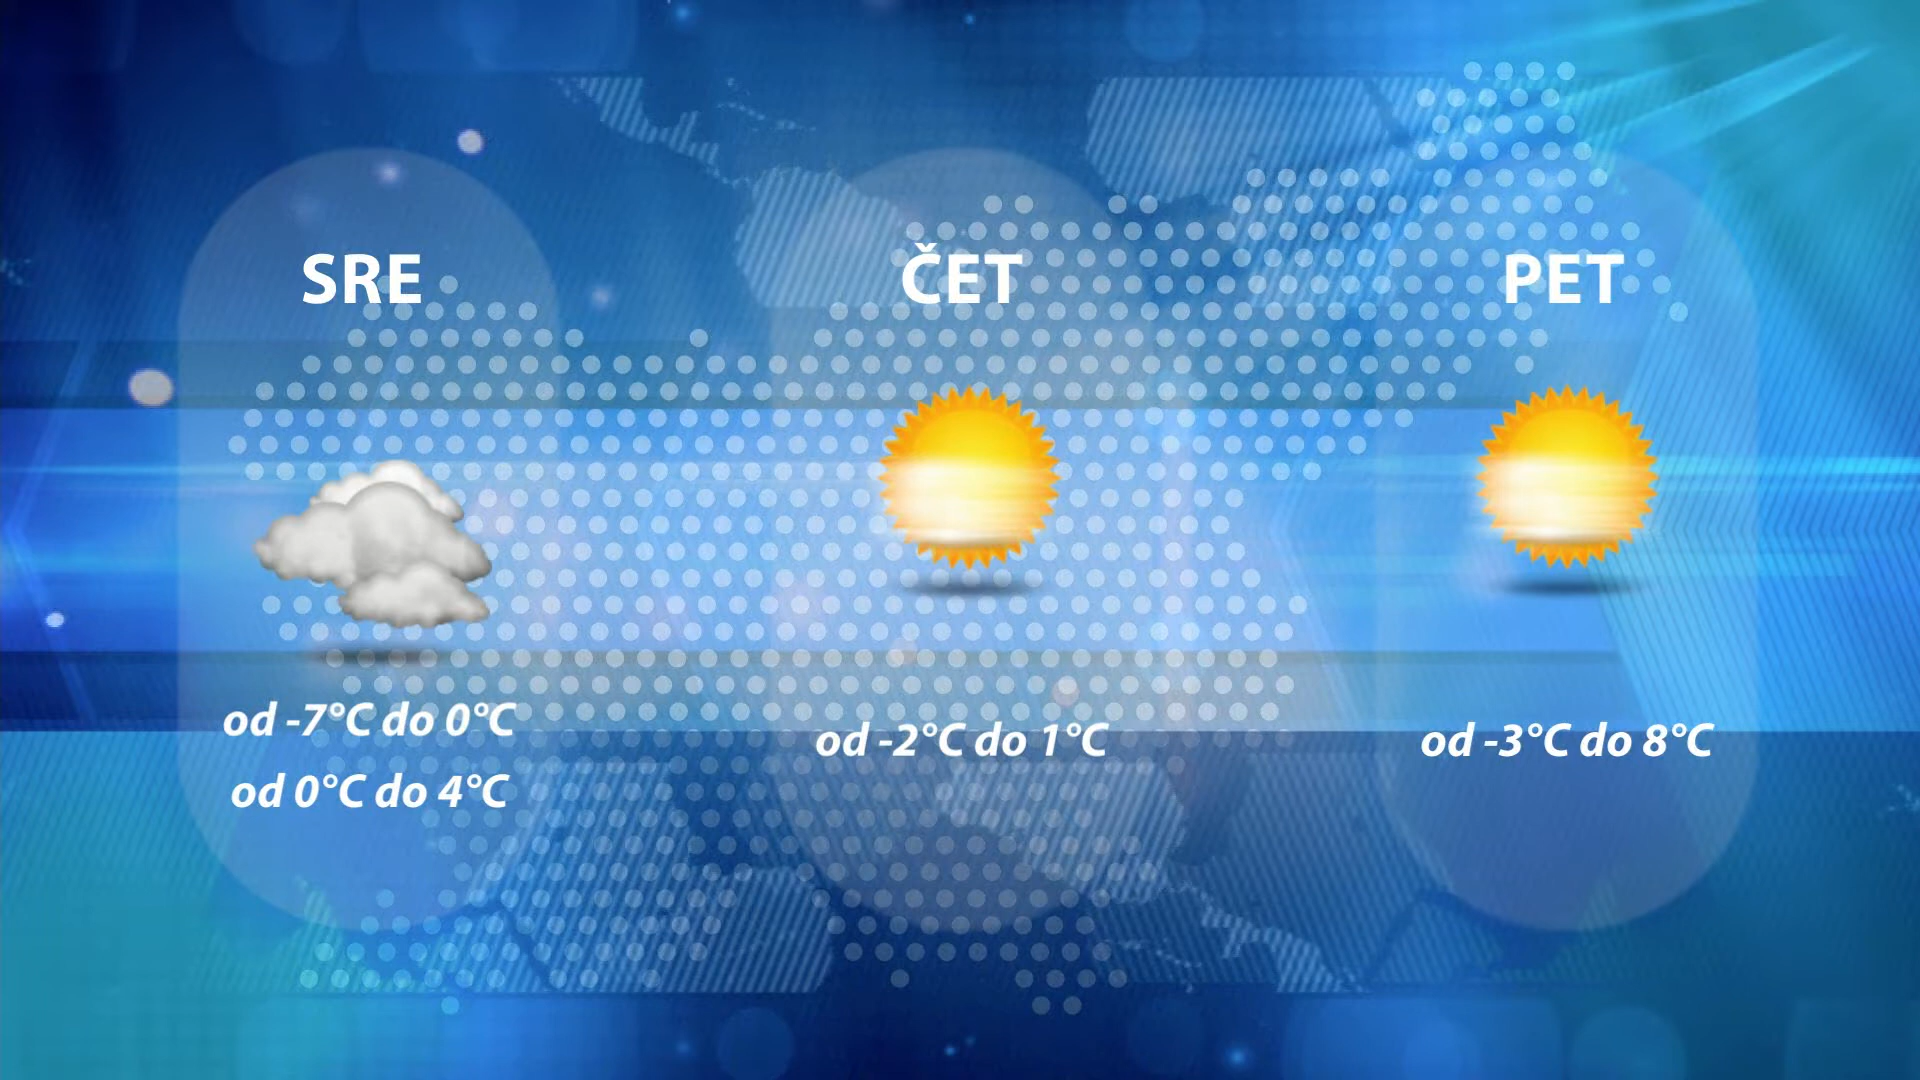 SRE
od -7°C do 0°C
od 0°C do 4°C
ČET
od -2°C do 1°C
PET
od -3°C do 8°C